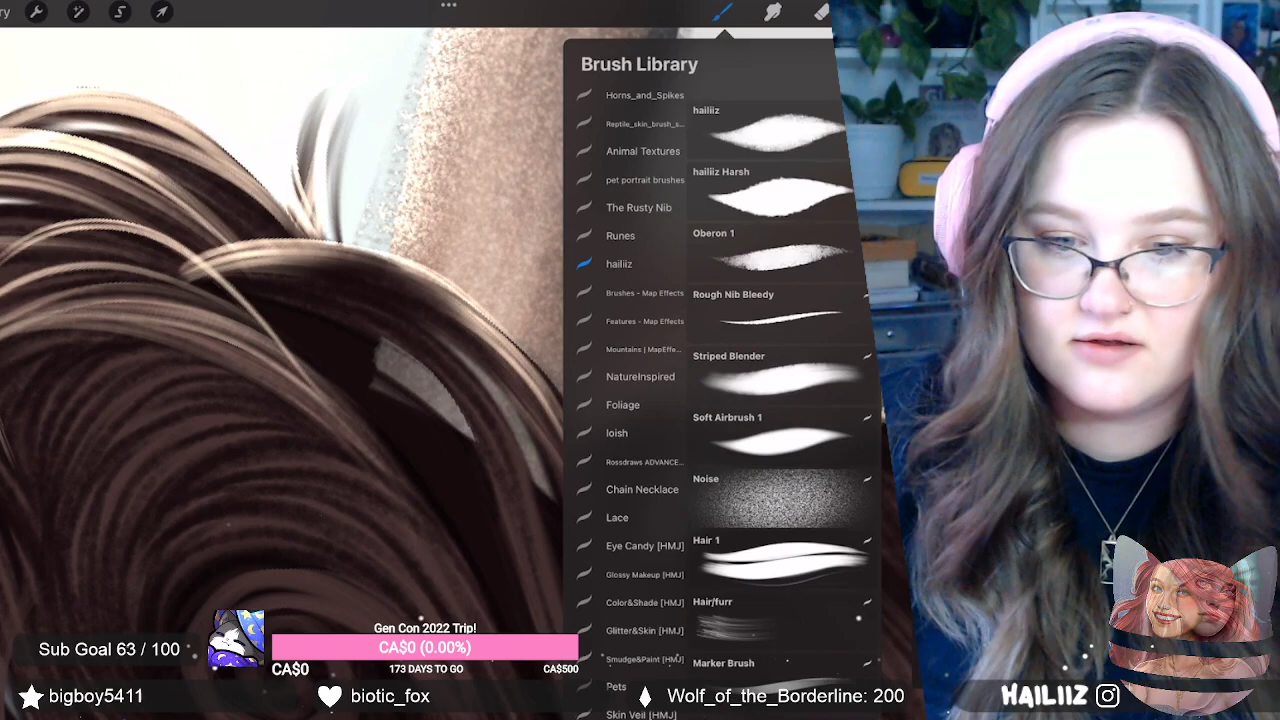 ry
Brush Library
Horns_and_Spikes
Reptile_skin_brush_s...
Animal Textures
pet portrait brushes
The Rusty Nib
Runes
hailiiz
Brushes - Map Effects
Features - Map Effects
Mountains | MapEffe...
NatureInspired
Foliage
loish
Rossdraws ADVANCE...
Chain Necklace
Lace
Eye Candy [HMJ]
Glossy Makeup [HMJ]
Color&Shade [HMJ]
Glitter&Skin [HMJ]
Smudge&Paint [HMJ]
Pets
Skin Veil [HMJ]
hailiiz
hailiiz Harsh
Oberon 1
Rough Nib Bleedy
Striped Blender
Soft Airbrush 1
Noise
Hair 1
Hair/furr
Marker Brush
Sub Goal 63 / 100
Gen Con 2022 Trip!
CA$0 (0.00%)
CA$0
173 DAYS TO GO
CA$500
bigboy5411
biotic_fox
Wolf_of_the_Borderline: 200
HAILIIZ